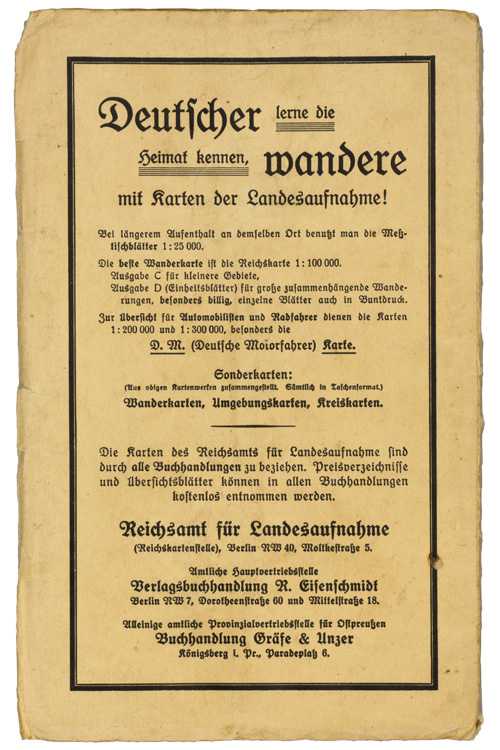 Deutscher lerne die
Heimat kennen, wandere
mit Karten der Landesaufnahme!
Bei längerem Aufenthalt an demselben Ort benutzt man die Meß-
tischblätter 1:25 000.
Die beste Wanderkarte ist die Reichskarte 1:100 000.
Ausgabe C für kleinere Gebiete,
Ausgabe D (Einheitsblätter) für große zusammenhängende Wande-
rungen, besonders billig, einzelne Blätter auch in Buntdruck.
Zur Übersicht für Automobilisten und Radfahrer dienen die Karten
1:200 000 und 1:300 000, besonders die
D. M. (Deutsche Moiorfahrer) Karte.
Sonderkarten:
(Aus obigen Kartenwerken zusammengestellt. Sämtlich in Taschenformat.)
Wanderkarten, Umgebungskarten, Kreiskarten.
Die Karten des Reichsamts für Landesaufnahme sind
durch alle Buchhandlungen zu beziehen. Preisverzeichnisse
und Übersichtsblätter können in allen Buchhandlungen
kostenlos entnommen werden.
Reichsamt für Landesaufnahme
(Reichskartenstelle), Berlin NW 40, Moltkestraße 5.
Amtliche Hauptvertriebsstelle
Verlagsbuchhandlung R. Eisenschmidt
Berlin NW 7, Dorotheenstraße 60 und Mittelstraße 18.
Alleinige amtliche Provinzialvertriebsstelle für Ostpreußen
Buchhandlung Gräfe & Unzer
Königsberg i. Pr., Paradeplatz 6.